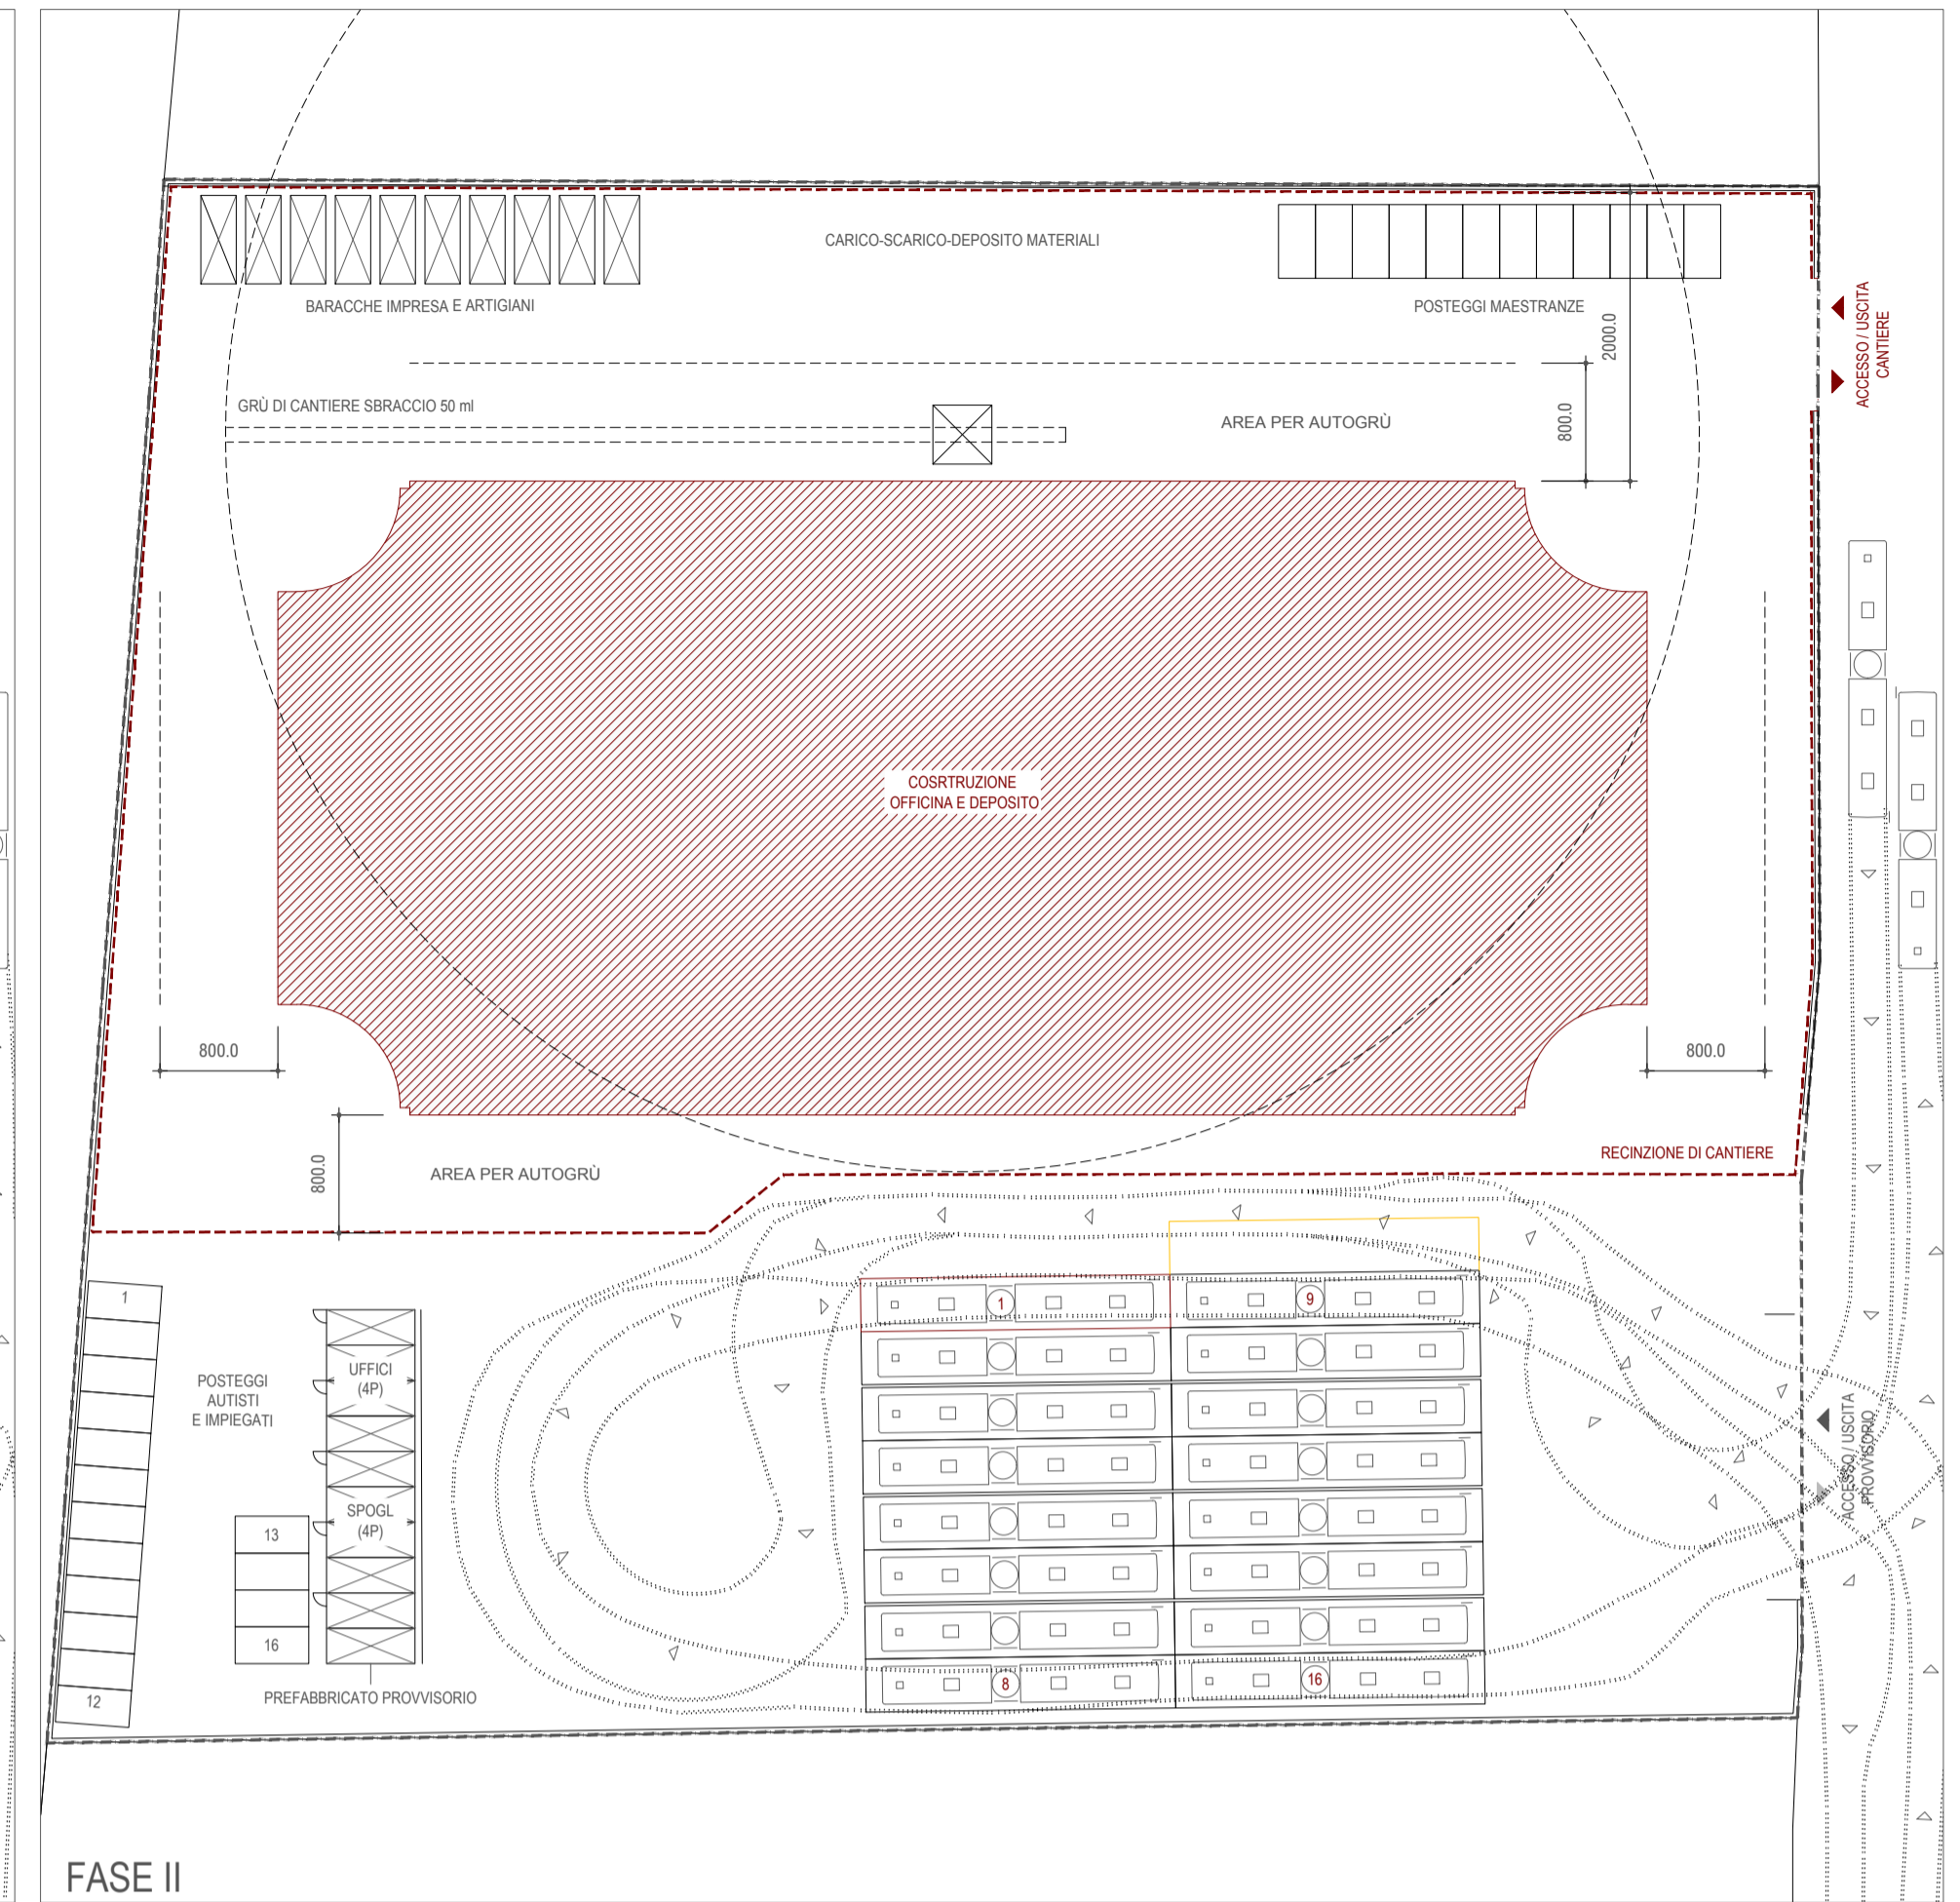 CARICO-SCARICO-DEPOSITO MATERIALI
BARACCHE IMPRESA E ARTIGIANI
POSTEGGI MAESTRANZE
2000.0
ACCESSO / USCITA
CANTIERE
GRÙ DI CANTIERE SBRACCIO 50 ml
AREA PER AUTOGRÙ
800.0
COSRTRUZIONE
OFFICINA E DEPOSITO
800.0
800.0
800.0
AREA PER AUTOGRÙ
RECINZIONE DI CANTIERE
1
1
9
POSTEGGI
AUTISTI
E IMPIEGATI
UFFICI
(4P)
ACCESSO / USCITA
PROVVISORIO
SPOGL
(4P)
13
16
8
16
12
PREFABBRICATO PROVVISORIO
FASE II